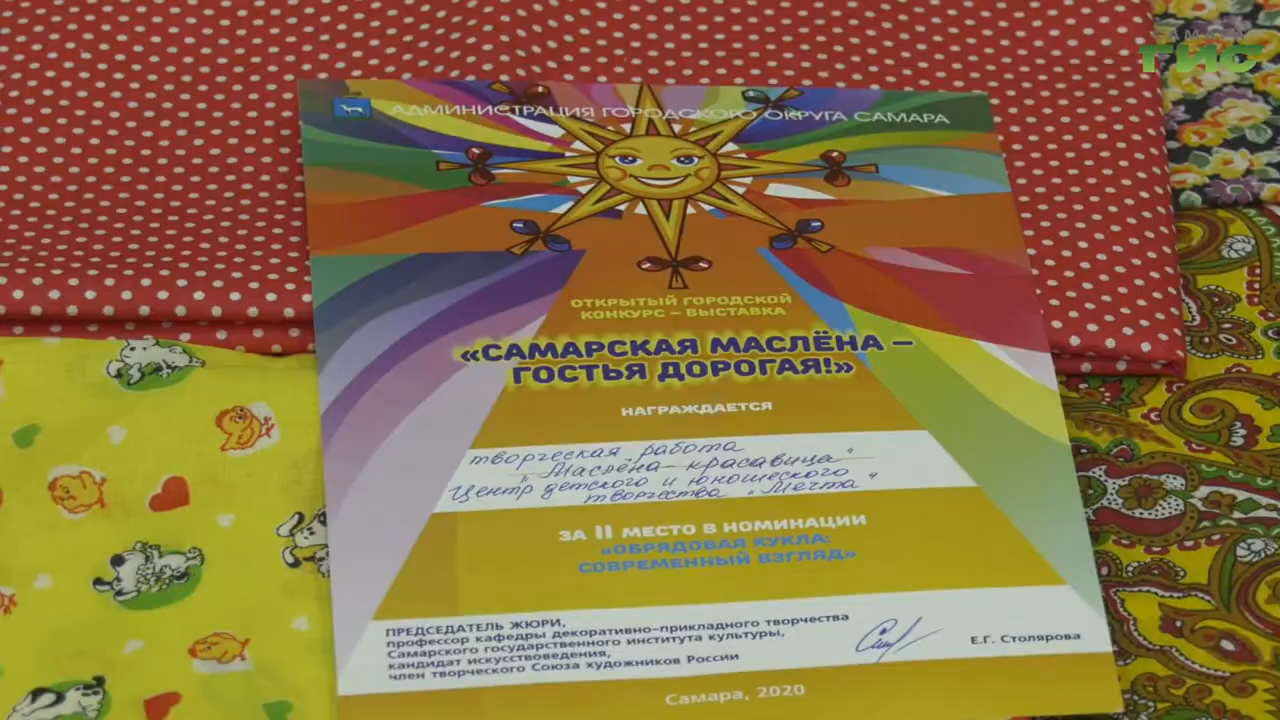 ГИС
АДМИНИСТРАЦИЯ ГОРОДСКОГО ОКРУГА САМАРА
ОТКРЫТЫЙ ГОРОДСКОЙ
КОНКУРС – ВЫСТАВКА
«САМАРСКАЯ МАСЛЁНА –
ГОСТЬЯ ДОРОГАЯ!»
НАГРАЖДАЕТСЯ
творческая работа
"Маслёна-красавица"
Центр детского и юношеского
творчества "Мечта"
ЗА II МЕСТО В НОМИНАЦИИ
«ОБРЯДОВАЯ КУКЛА:
СОВРЕМЕННЫЙ ВЗГЛЯД»
ПРЕДСЕДАТЕЛЬ ЖЮРИ,
профессор кафедры декоративно-прикладного творчества
Самарского государственного института культуры,
кандидат искусствоведения,
член творческого Союза художников России
Е.Г. Столярова
Самара, 2020